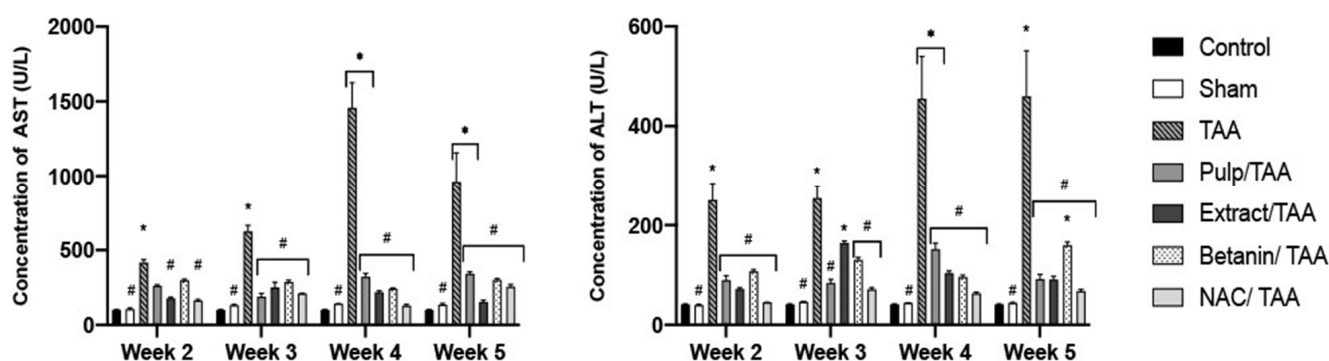 Concentration of AST (U/L)
2000
1500
1000
500
0
*
*
*
*
#
#
#
#
#
#
#
#
#
Week 2
Week 3
Week 4
Week 5
Concentration of ALT (U/L)
600
400
200
0
*
*
*
*
*
*
#
#
#
#
#
#
#
#
#
Week 2
Week 3
Week 4
Week 5
Control
Sham
TAA
Pulp/TAA
Extract/TAA
Betanin/ TAA
NAC/ TAA